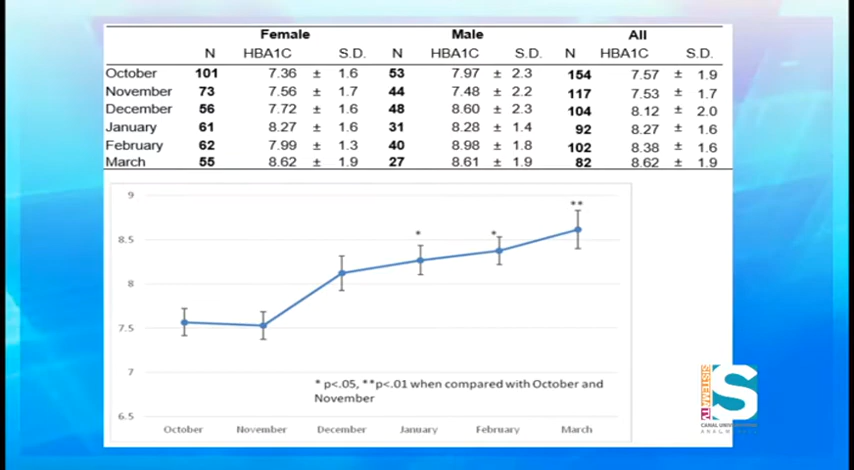 Female Male All
N HBA1C S.D. N HBA1C S.D. N HBA1C S.D.
October 101 7.36 ± 1.6 53 7.97 ± 2.3 154 7.57 ± 1.9
November 73 7.56 ± 1.7 44 7.48 ± 2.2 117 7.53 ± 1.7
December 56 7.72 ± 1.6 48 8.60 ± 2.3 104 8.12 ± 2.0
January 61 8.27 ± 1.6 31 8.28 ± 1.4 92 8.27 ± 1.6
February 62 7.99 ± 1.3 40 8.98 ± 1.8 102 8.38 ± 1.6
March 55 8.62 ± 1.9 27 8.61 ± 1.9 82 8.62 ± 1.9
9
8.5
8
7.5
7
6.5
* * **
* p<.05, **p<.01 when compared with October and
November
October November December January February March
SISTEMA TV
S